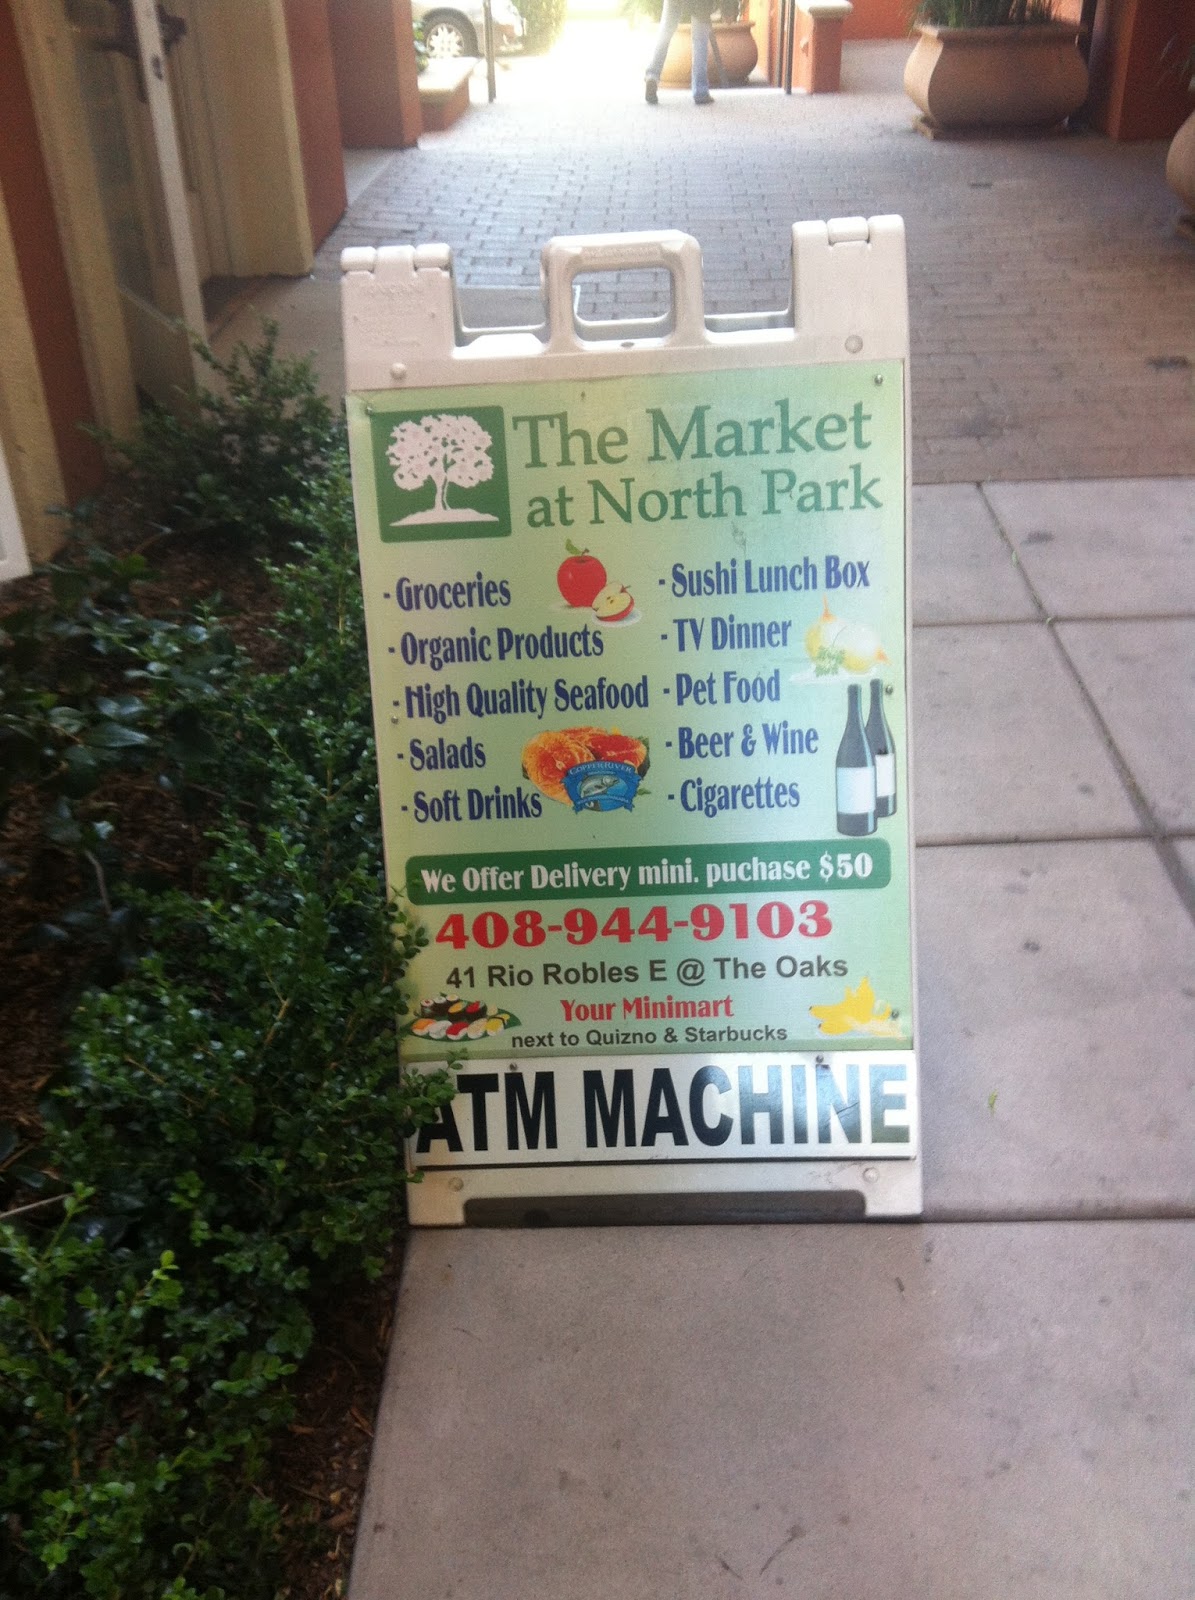 The Market
at North Park
- Groceries
- Organic Products
- High Quality Seafood
- Salads
- Soft Drinks
- Sushi Lunch Box
- TV Dinner
- Pet Food
- Beer & Wine
- Cigarettes
COPPER RIVER
We Offer Delivery mini. puchase $50
408-944-9103
41 Rio Robles E @ The Oaks
Your Minimart
next to Quizno & Starbucks
ATM MACHINE